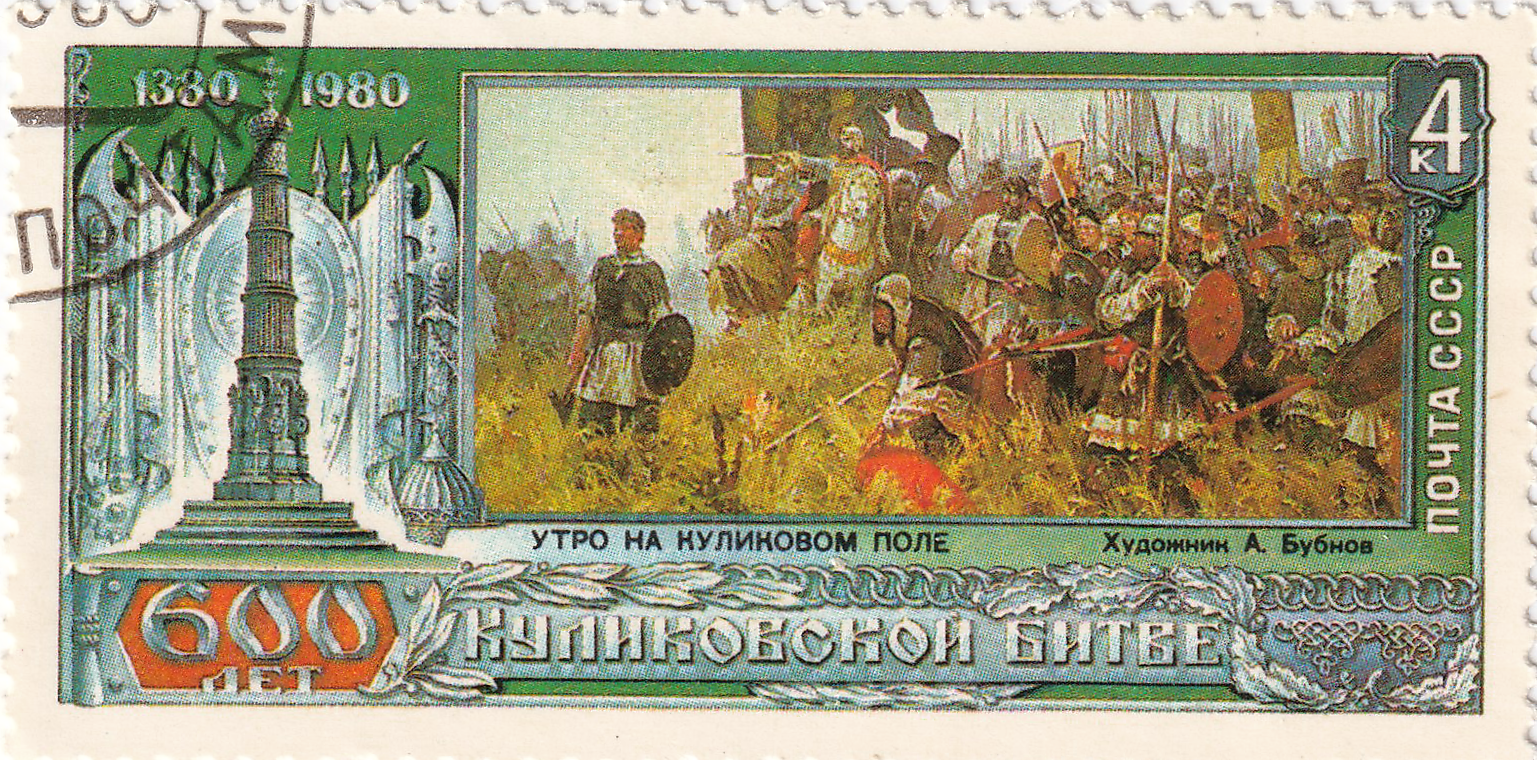 1380 1980
4
К
ПОЧТА СССР
УТРО НА КУЛИКОВОМ ПОЛЕ
Художник А. Бубнов
600
ЛЕТ
КУЛИКОВСКОЙ БИТВЕ